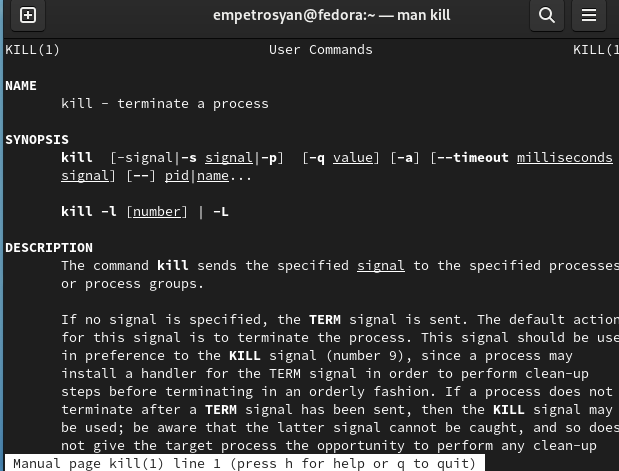 empetrosyan@fedora:~ — man kill
KILL(1) User Commands KILL(1
NAME
kill - terminate a process
SYNOPSIS
kill [-signal|-s signal|-p] [-q value] [-a] [--timeout milliseconds
signal] [--] pid|name...
kill -l [number] | -L
DESCRIPTION
The command kill sends the specified signal to the specified processes
or process groups.
If no signal is specified, the TERM signal is sent. The default action
for this signal is to terminate the process. This signal should be use
in preference to the KILL signal (number 9), since a process may
install a handler for the TERM signal in order to perform clean-up
steps before terminating in an orderly fashion. If a process does not
terminate after a TERM signal has been sent, then the KILL signal may
be used; be aware that the latter signal cannot be caught, and so does
not give the target process the opportunity to perform any clean-up
Manual page kill(1) line 1 (press h for help or q to quit)